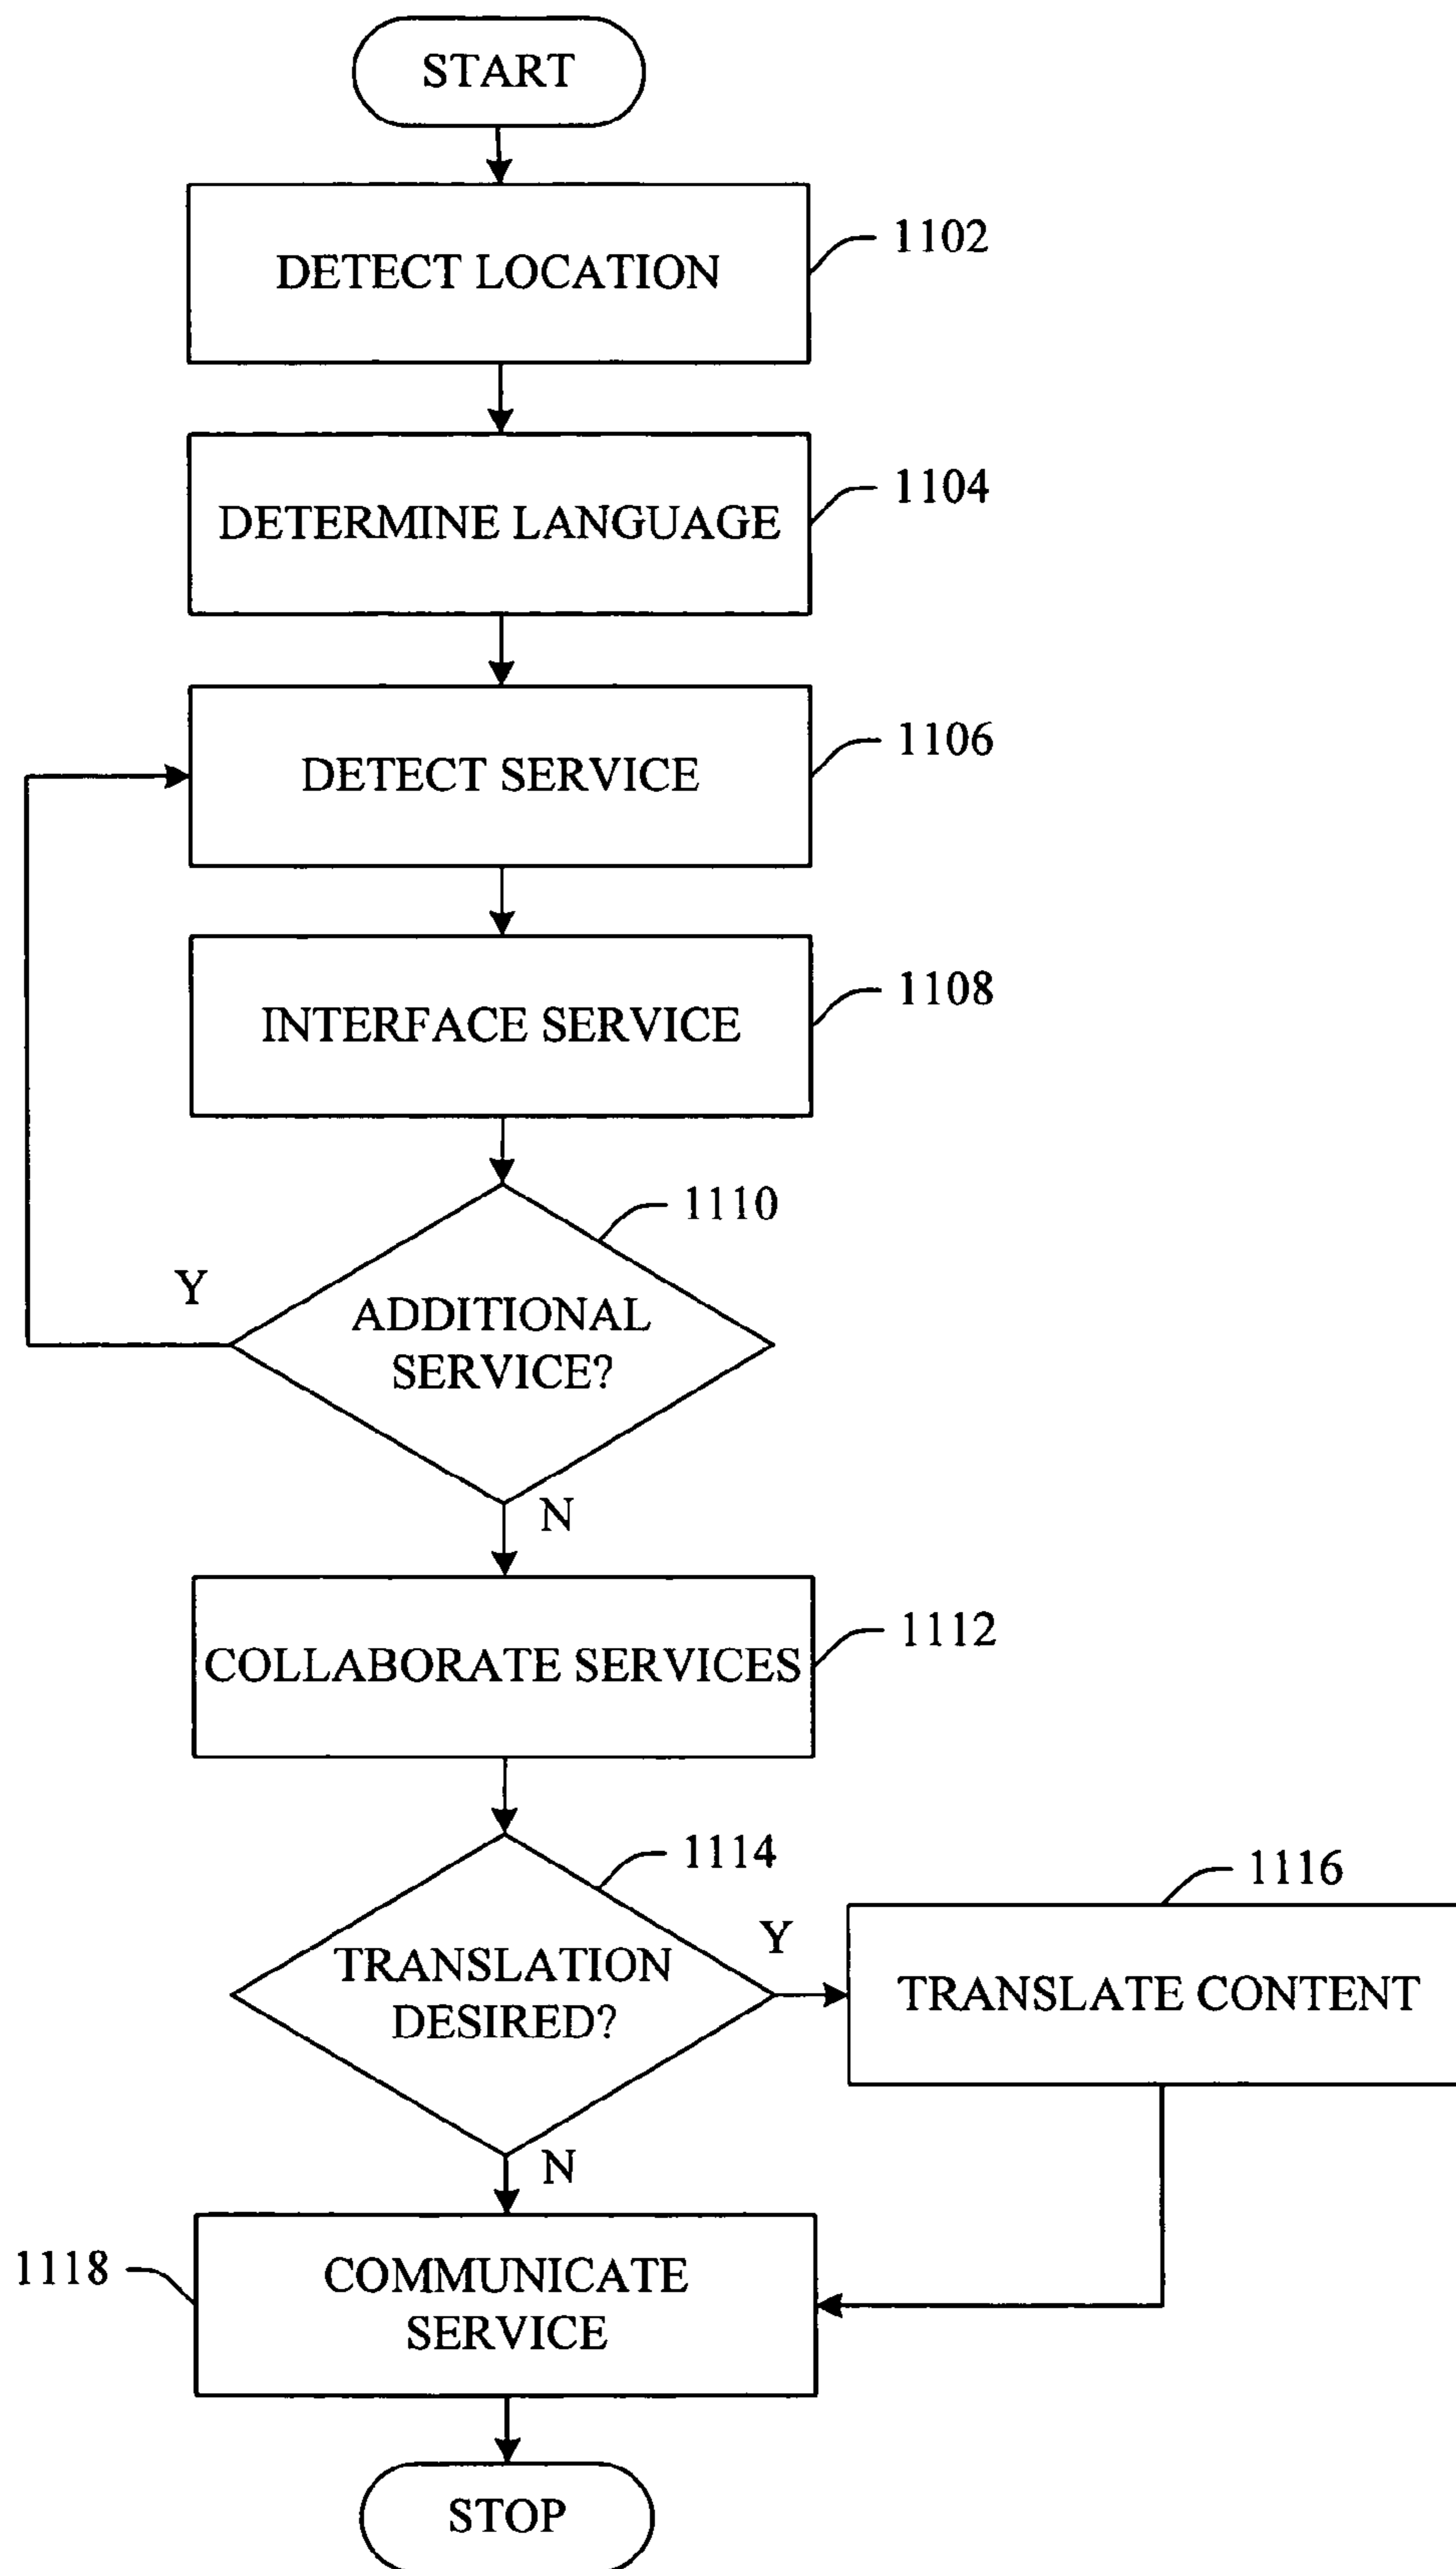 START
DETECT LOCATION
1102
DETERMINE LANGUAGE
1104
DETECT SERVICE
1106
INTERFACE SERVICE
1108
1110
Y
ADDITIONAL
SERVICE?
N
COLLABORATE SERVICES
1112
1114
1116
Y
TRANSLATION
DESIRED?
TRANSLATE CONTENT
N
1118
COMMUNICATE
SERVICE
STOP